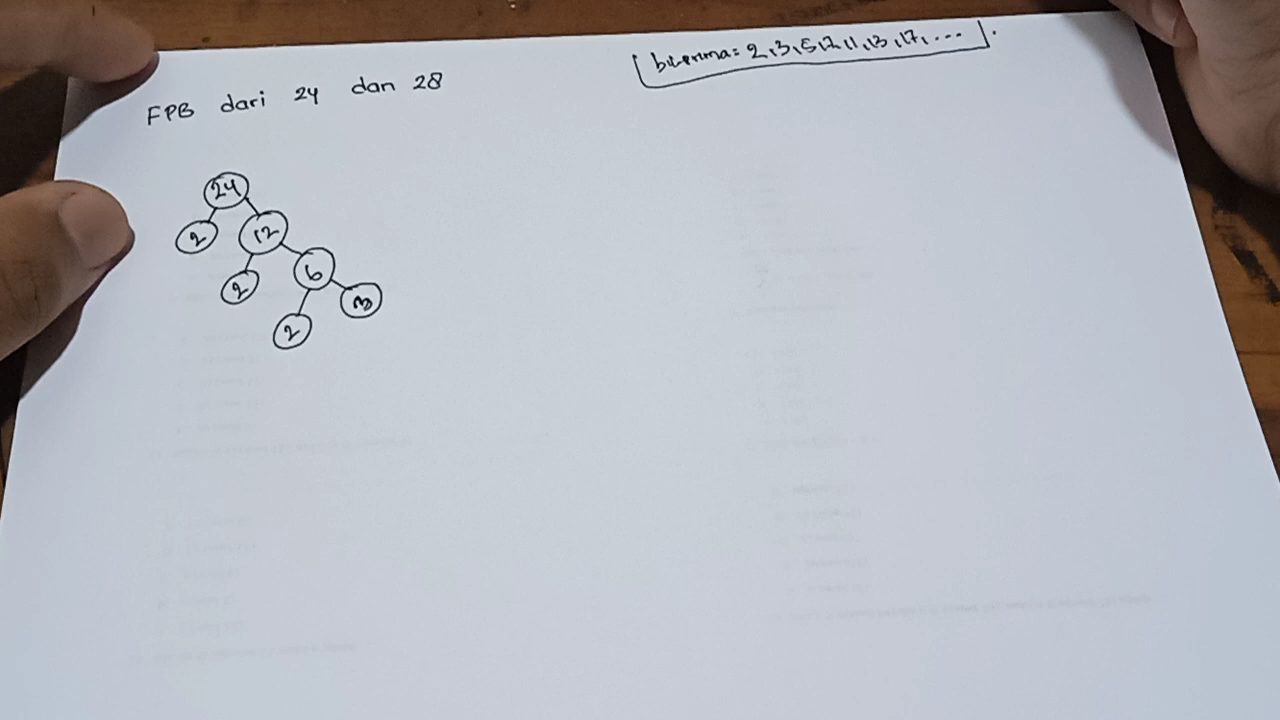 bil.prima= 2,3,5,7,11,13,17,...
FPB dari 24 dan 28
24
2 12
2 6
2 3